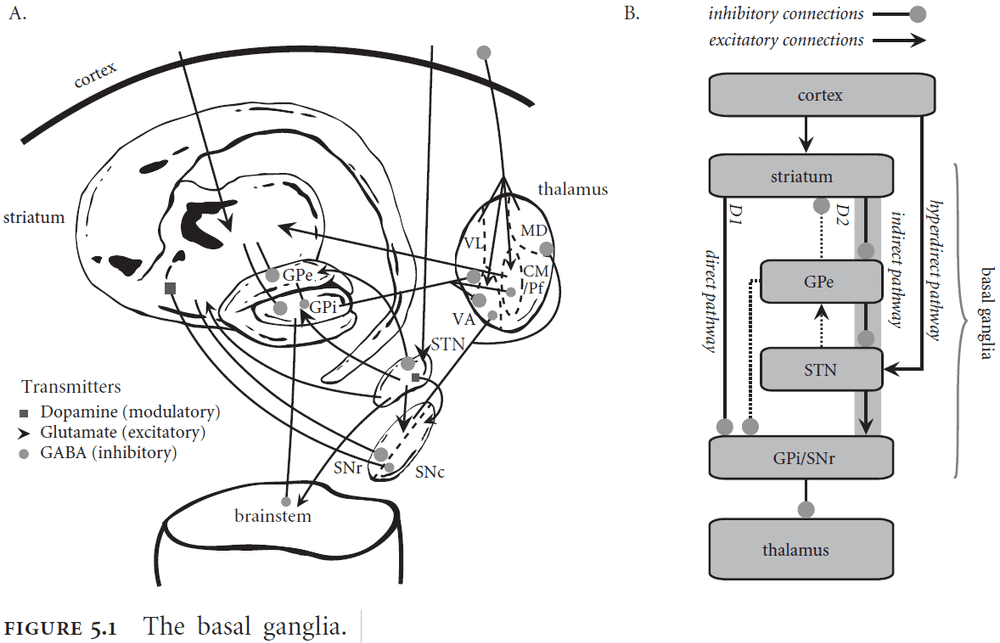 A.
cortex
striatum
thalamus
VL
MD
CM
/Pf
VA
GPe
GPi
STN
SNr
SNc
brainstem
Transmitters
Dopamine (modulatory)
Glutamate (excitatory)
GABA (inhibitory)
B.
inhibitory connections
excitatory connections
cortex
striatum
D1
D2
direct pathway
indirect pathway
hyperdirect pathway
GPe
STN
GPi/SNr
thalamus
basal ganglia
FIGURE 5.1 The basal ganglia.